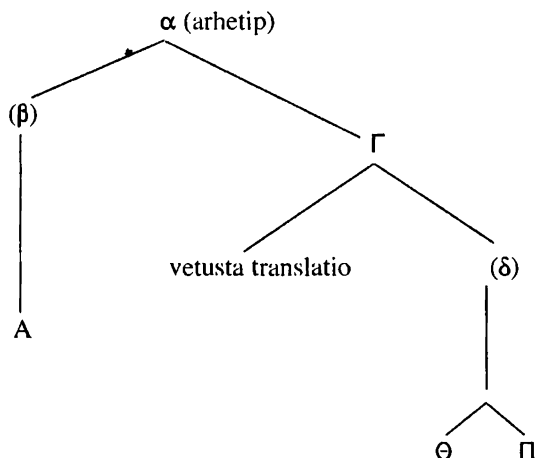 α (arhetip)
(β)
Γ
vetusta translatio
(δ)
A
Θ
Π